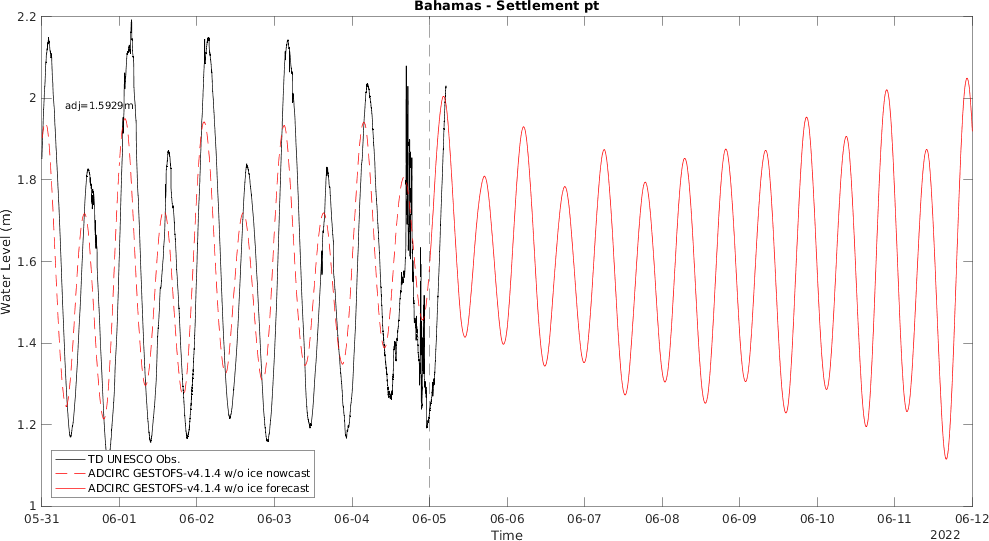 Bahamas - Settlement pt
2.2
2
1.8
1.6
1.4
1.2
1
Water Level (m)
adj=1.5929m
TD UNESCO Obs.
ADCIRC GESTOFS-v4.1.4 w/o ice nowcast
ADCIRC GESTOFS-v4.1.4 w/o ice forecast
05-31 06-01 06-02 06-03 06-04 06-05 06-06 06-07 06-08 06-09 06-10 06-11 06-12
Time
2022